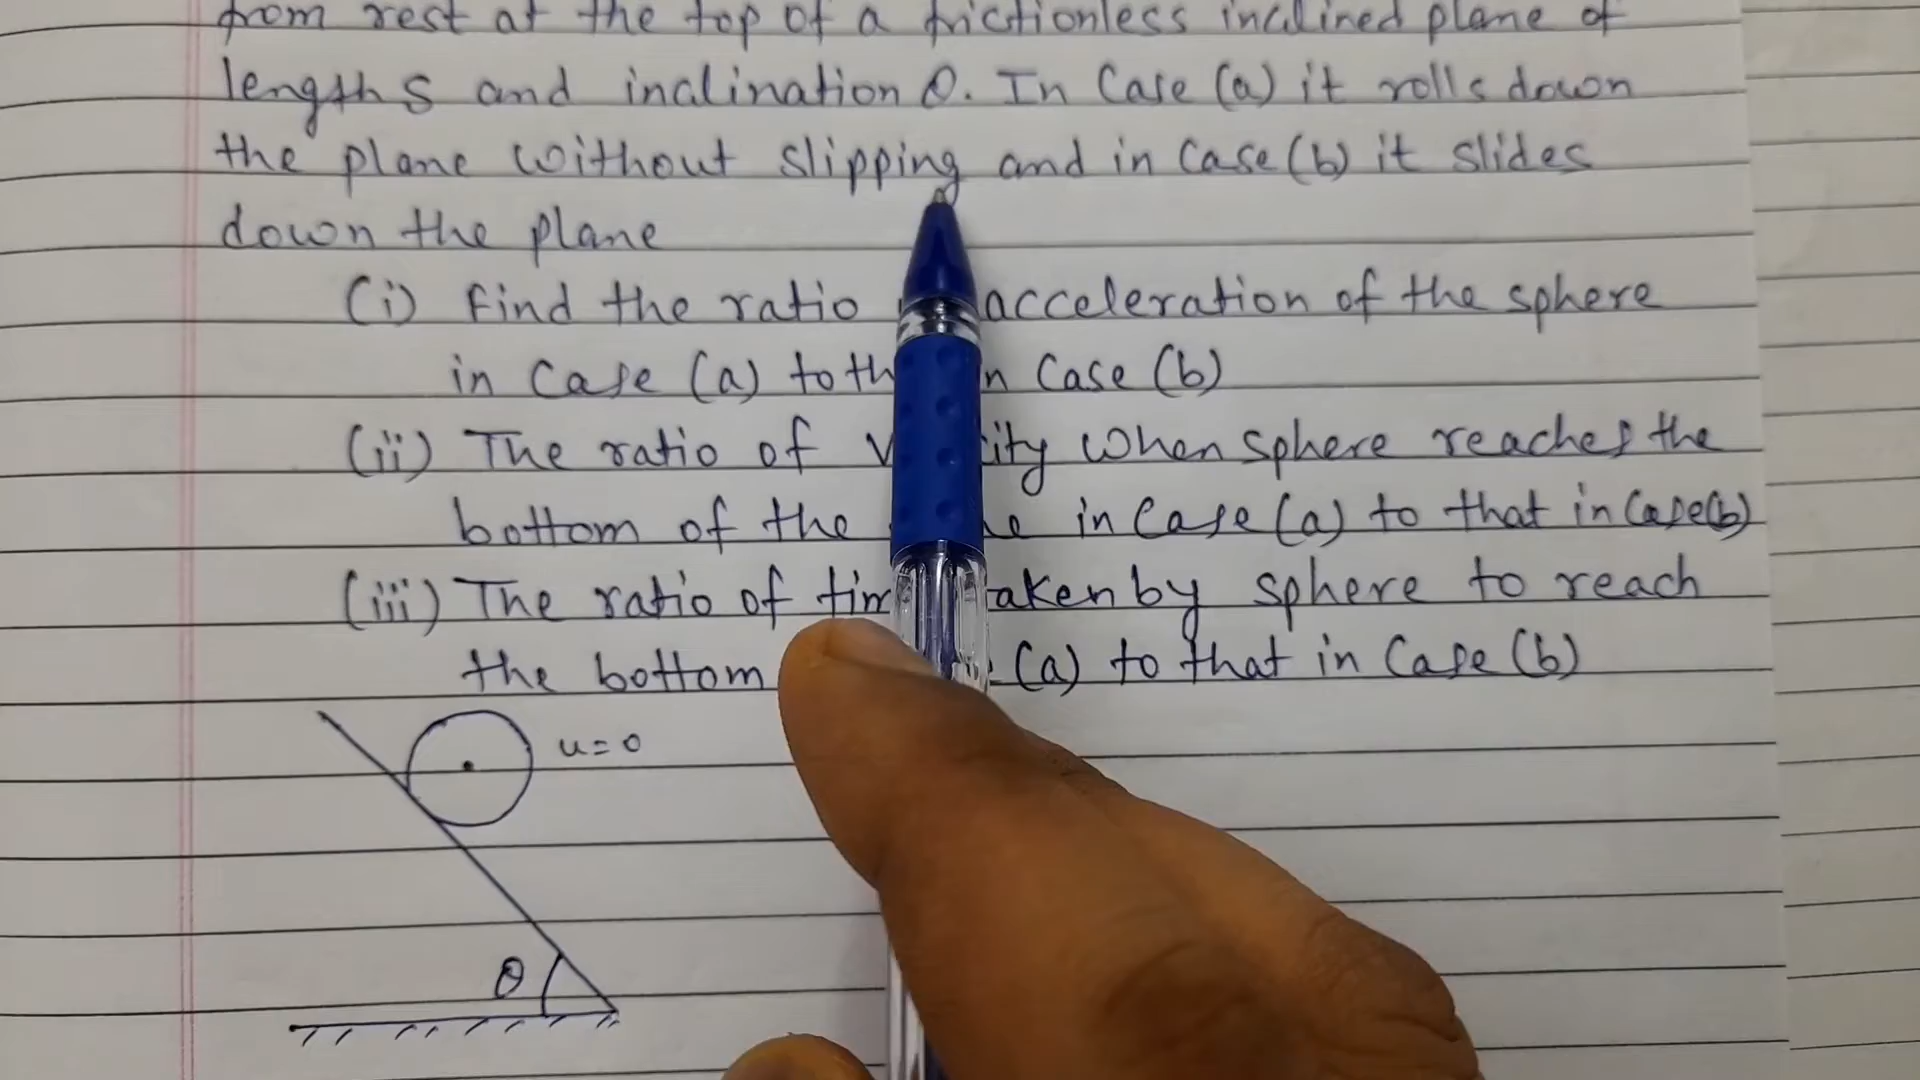 from rest at the top of a frictionless inclined plane of
length S and inclination θ. In Case (a) it rolls down
the plane without slipping and in Case (b) it slides
down the plane
(i) Find the ratio acceleration of the sphere
in Case (a) to th n Case (b)
(ii) The ratio of v ity when sphere reaches the
bottom of the e in Case (a) to that in Case(b)
(iii) The ratio of tim aken by sphere to reach
the bottom (a) to that in Case (b)
u=0
θ